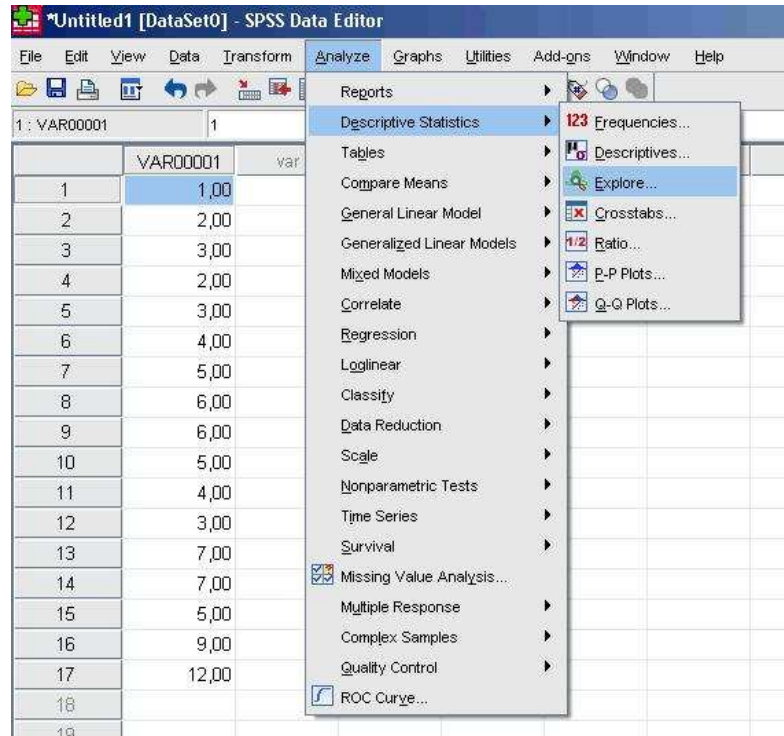 *Untitled1 [DataSet0] - SPSS Data Editor
File Edit View Data Transform Analyze Graphs Utilities Add-ons Window Help
1 : VAR00001 1
VAR00001 var
1 1,00
2 2,00
3 3,00
4 2,00
5 3,00
6 4,00
7 5,00
8 6,00
9 6,00
10 5,00
11 4,00
12 3,00
13 7,00
14 7,00
15 5,00
16 9,00
17 12,00
18
19
Reports
Descriptive Statistics
Tables
Compare Means
General Linear Model
Generalized Linear Models
Mixed Models
Correlate
Regression
Loglinear
Classify
Data Reduction
Scale
Nonparametric Tests
Time Series
Survival
Missing Value Analysis...
Multiple Response
Complex Samples
Quality Control
ROC Curve...
123 Frequencies...
Descriptives...
Explore...
Crosstabs...
1/2 Ratio...
P-P Plots...
Q-Q Plots...